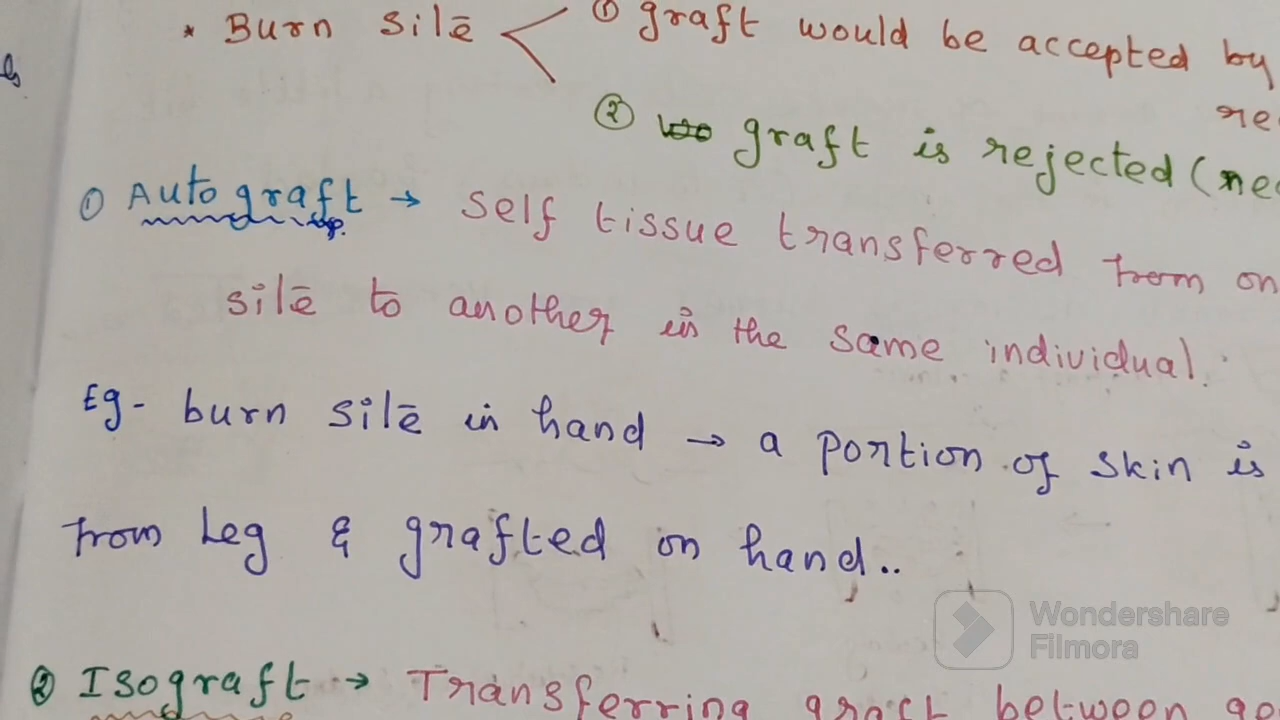 * Burn site ① graft would be accepted by
② graft is rejected (
① Autograft → self tissue transferred from
site to another in the same individual.
Eg - burn site in hand → a portion of skin is
from Leg & grafted on hand..
② Isograft → Transferring graft between
Wondershare
Filmora